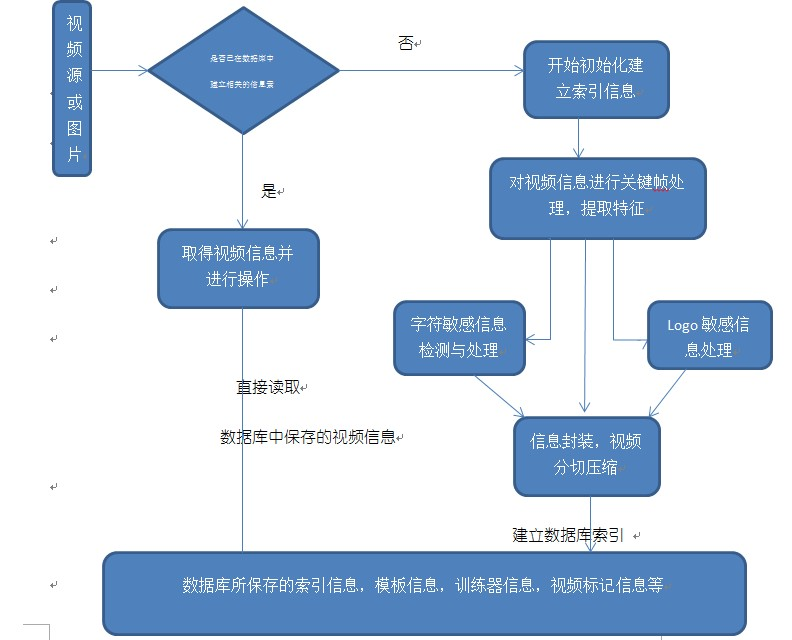 视
频
源
或
图
片
是否已在数据库中
建立相关的信息索
否
是
开始初始化建
立索引信息
对视频信息进行关键帧处
理，提取特征
取得视频信息并
进行操作
字符敏感信息
检测与处理
Logo 敏感信
息处理
直接读取
数据库中保存的视频信息
信息封装，视频
分切压缩
建立数据库索引
数据库所保存的索引信息，模板信息，训练器信息，视频标记信息等